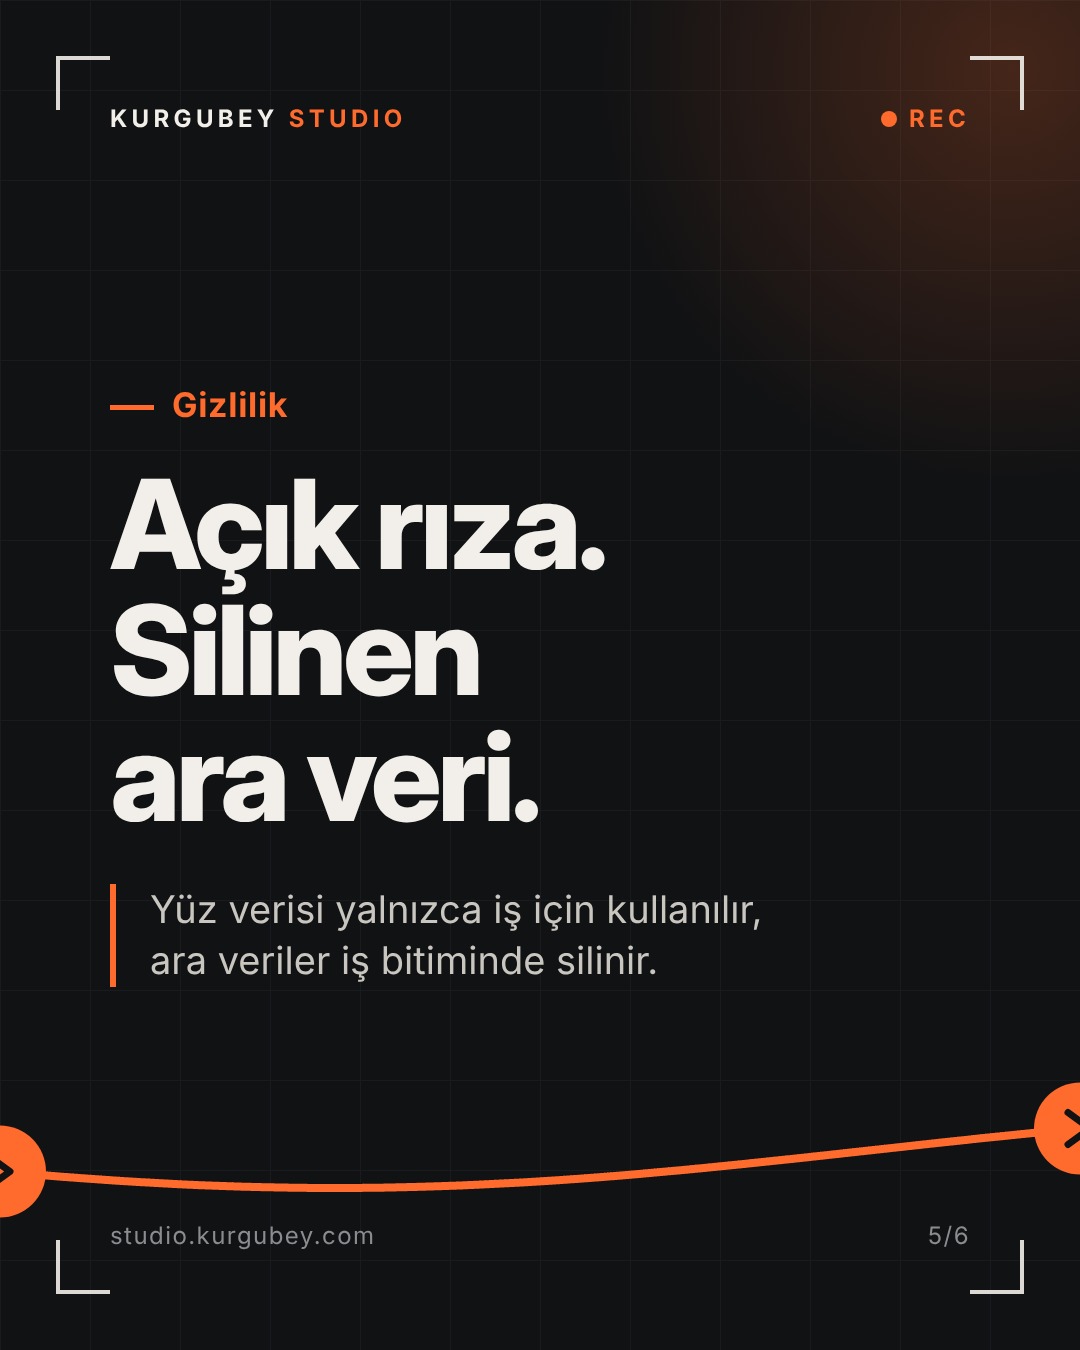 KURGUBEY STUDIO
REC
Gizlilik
Açık rıza.
Silinen
ara veri.
Yüz verisi yalnızca iş için kullanılır,
ara veriler iş bitiminde silinir.
studio.kurgubey.com
5/6